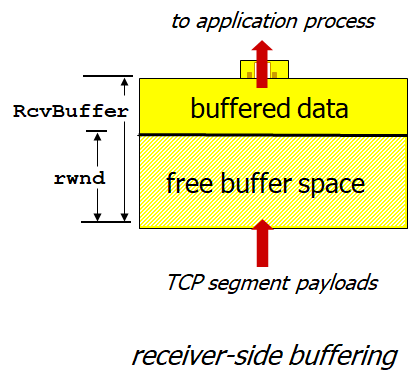 to application process
RcvBuffer
buffered data
rwnd
free buffer space
TCP segment payloads
receiver-side buffering